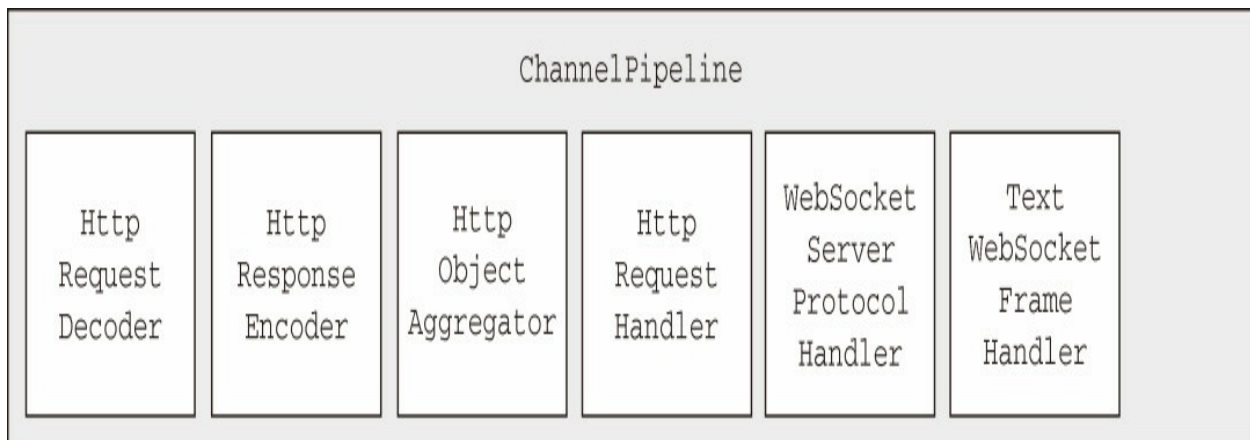 ChannelPipeline
Http
Request
Decoder
Http
Response
Encoder
Http
Object
Aggregator
Http
Request
Handler
WebSocket
Server
Protocol
Handler
Text
WebSocket
Frame
Handler